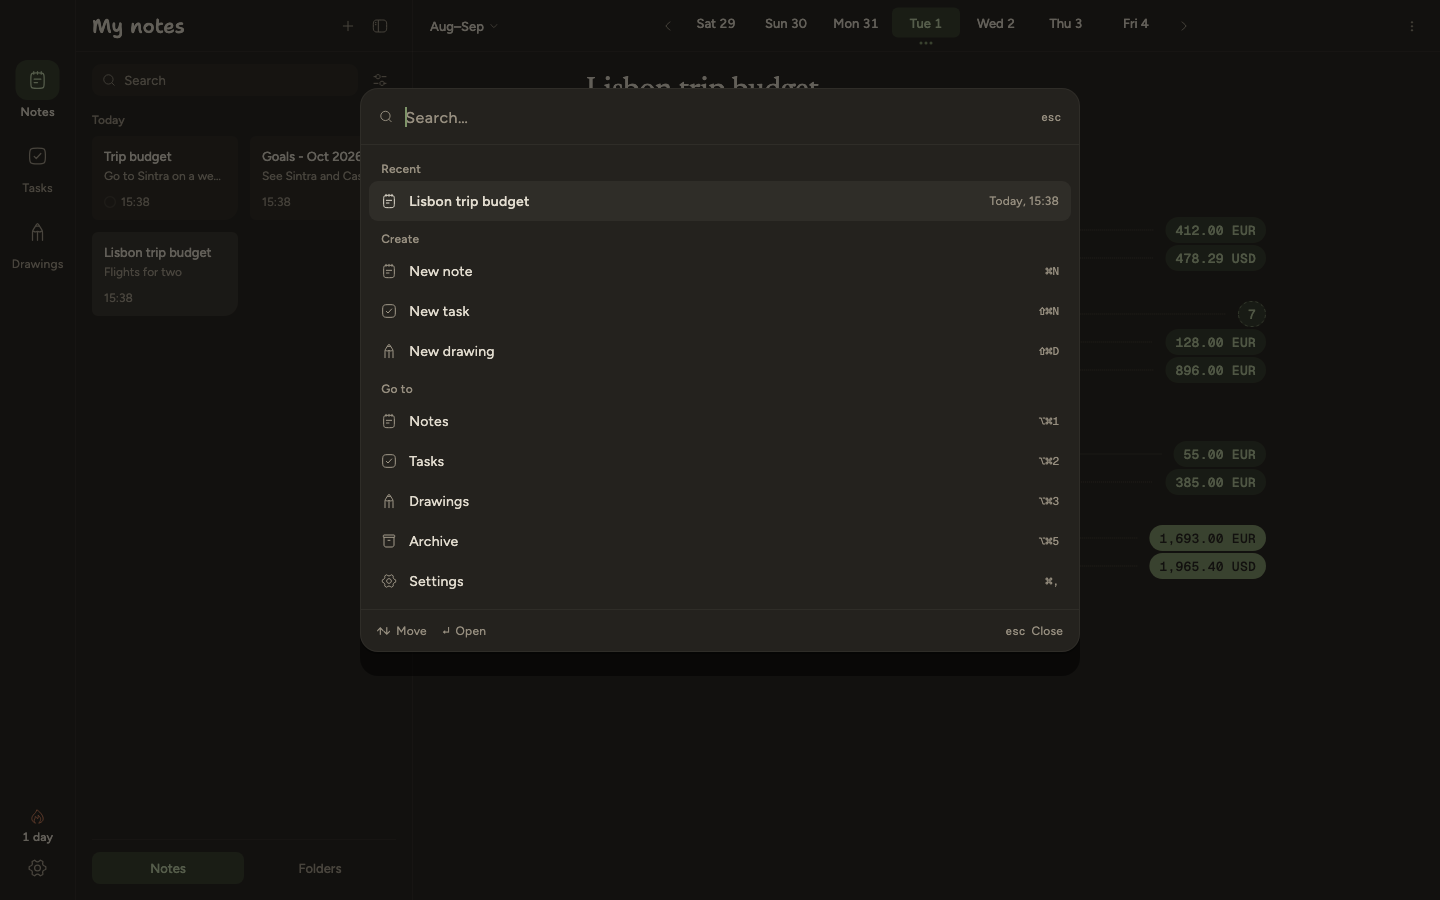 My notes
Aug–Sep
Sat 29
Sun 30
Mon 31
Tue 1
Wed 2
Thu 3
Fri 4
Notes
Tasks
Drawings
1 day
Search
Today
Trip budget
Go to Sintra on a we...
15:38
Goals - Oct 2026
See Sintra and Cas
15:38
Lisbon trip budget
Flights for two
15:38
Notes
Folders
Lisbon trip budget
Search...
esc
Recent
Lisbon trip budget
Today, 15:38
Create
New note
⌘N
New task
⇧⌘N
New drawing
⇧⌘D
Go to
Notes
⌥⌘1
Tasks
⌥⌘2
Drawings
⌥⌘3
Archive
⌥⌘5
Settings
⌘,
↑↓ Move
↵ Open
esc Close
412.00 EUR
478.29 USD
7
128.00 EUR
896.00 EUR
55.00 EUR
385.00 EUR
1,693.00 EUR
1,965.40 USD